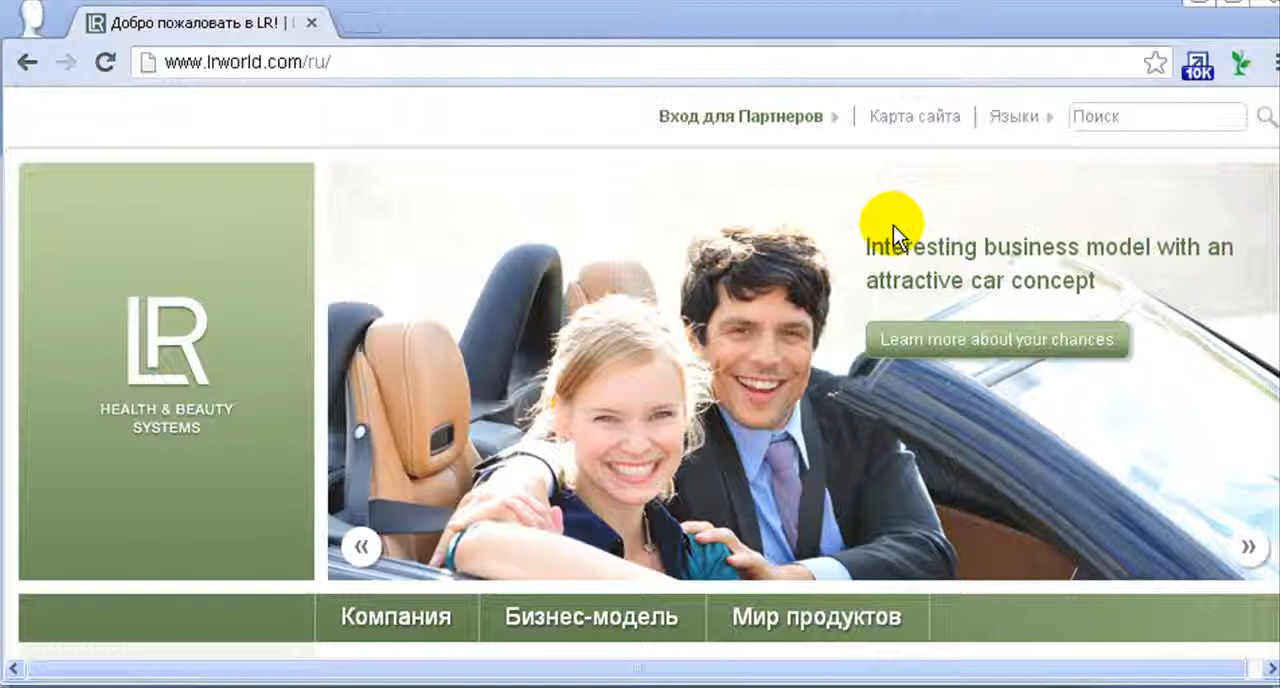 Добро пожаловать в LR! |
www.lrworld.com/ru/
10K
Вход для Партнеров
Карта сайта
Языки
Поиск
LR
HEALTH & BEAUTY
SYSTEMS
Interesting business model with an
attractive car concept
Learn more about your chances
Компания
Бизнес-модель
Мир продуктов